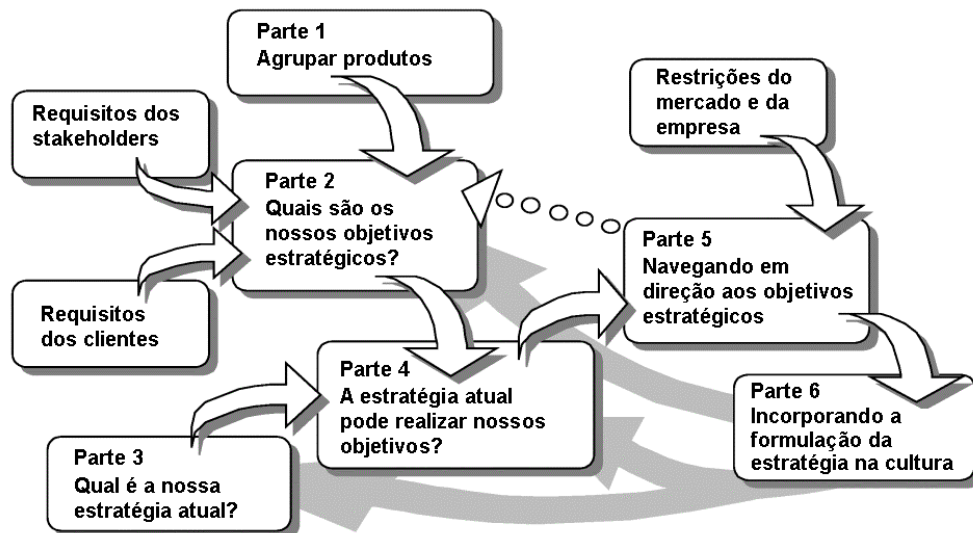 Parte 1
Agrupar produtos
Restrições do
mercado e da
empresa
Requisitos dos
stakeholders
Parte 2
Quais são os
nossos objetivos
estratégicos?
Parte 5
Navegando em
direção aos objetivos
estratégicos
Requisitos
dos clientes
Parte 4
A estratégia atual
pode realizar nossos
objetivos?
Parte 6
Incorporando a
formulação da
estratégia na cultura
Parte 3
Qual é a nossa
estratégia atual?